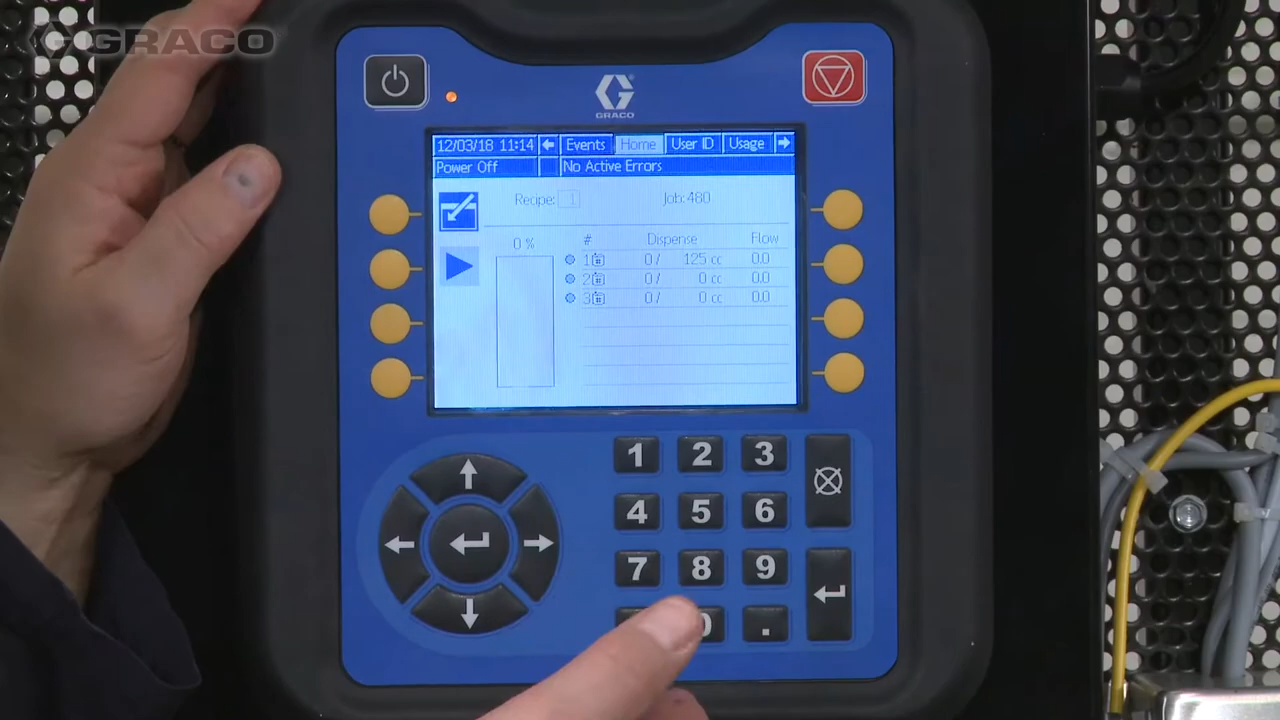 GRACO
GRACO
12/03/18 11:14 Events Home User ID Usage
Power Off No Active Errors
Recipe: 1 Job: 480
0 % # Dispense Flow
1 0 / 125 cc 0.0
2 0 / 0 cc 0.0
3 0 / 0 cc 0.0
1 2 3
4 5 6
7 8 9
0 .